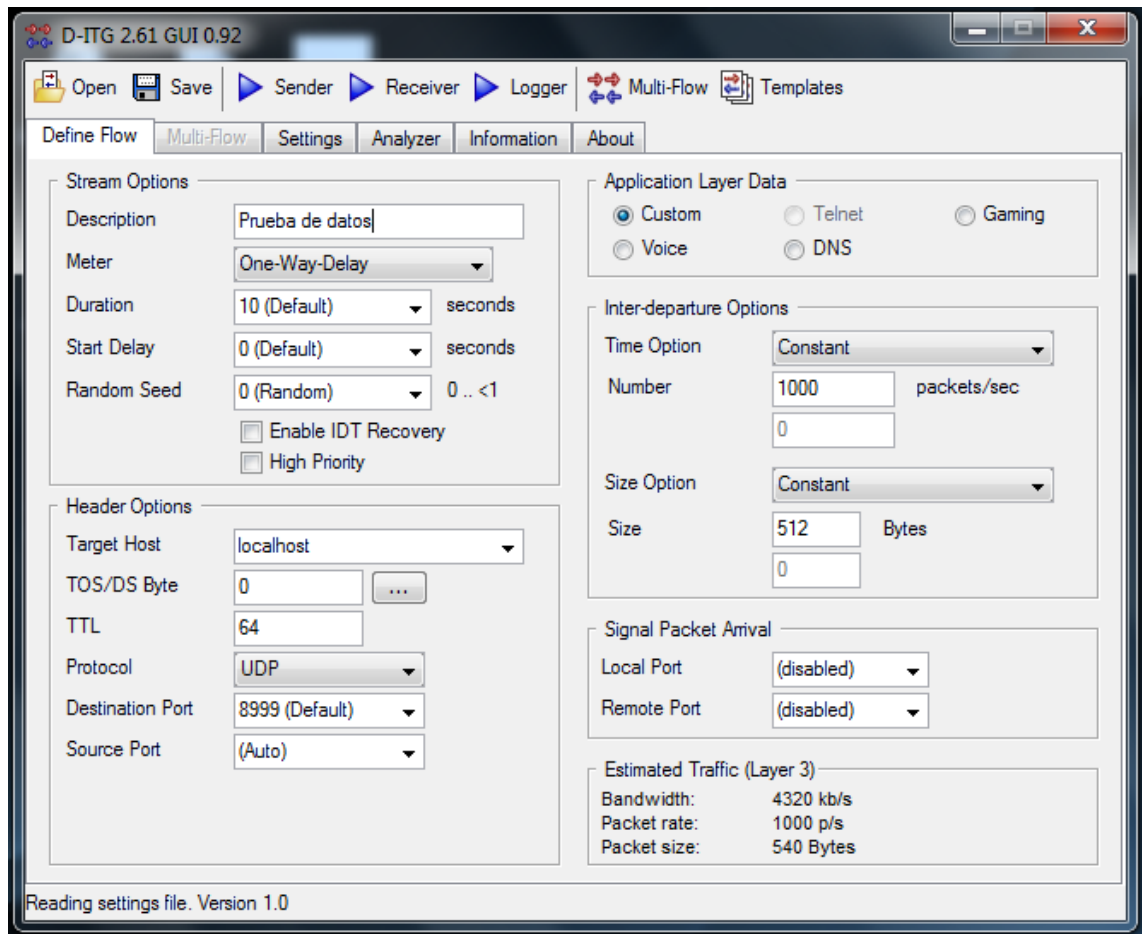 D-ITG 2.61 GUI 0.92
Open Save Sender Receiver Logger Multi-Flow Templates
Define Flow Multi-Flow Settings Analyzer Information About
Stream Options
Description Prueba de datos
Meter One-Way-Delay
Duration 10 (Default) seconds
Start Delay 0 (Default) seconds
Random Seed 0 (Random) 0 .. <1
Enable IDT Recovery
High Priority
Header Options
Target Host localhost
TOS/DS Byte 0 ...
TTL 64
Protocol UDP
Destination Port 8999 (Default)
Source Port (Auto)
Application Layer Data
Custom Telnet Gaming
Voice DNS
Inter-departure Options
Time Option Constant
Number 1000 packets/sec
0
Size Option Constant
Size 512 Bytes
0
Signal Packet Arrival
Local Port (disabled)
Remote Port (disabled)
Estimated Traffic (Layer 3)
Bandwidth: 4320 kb/s
Packet rate: 1000 p/s
Packet size: 540 Bytes
Reading settings file. Version 1.0